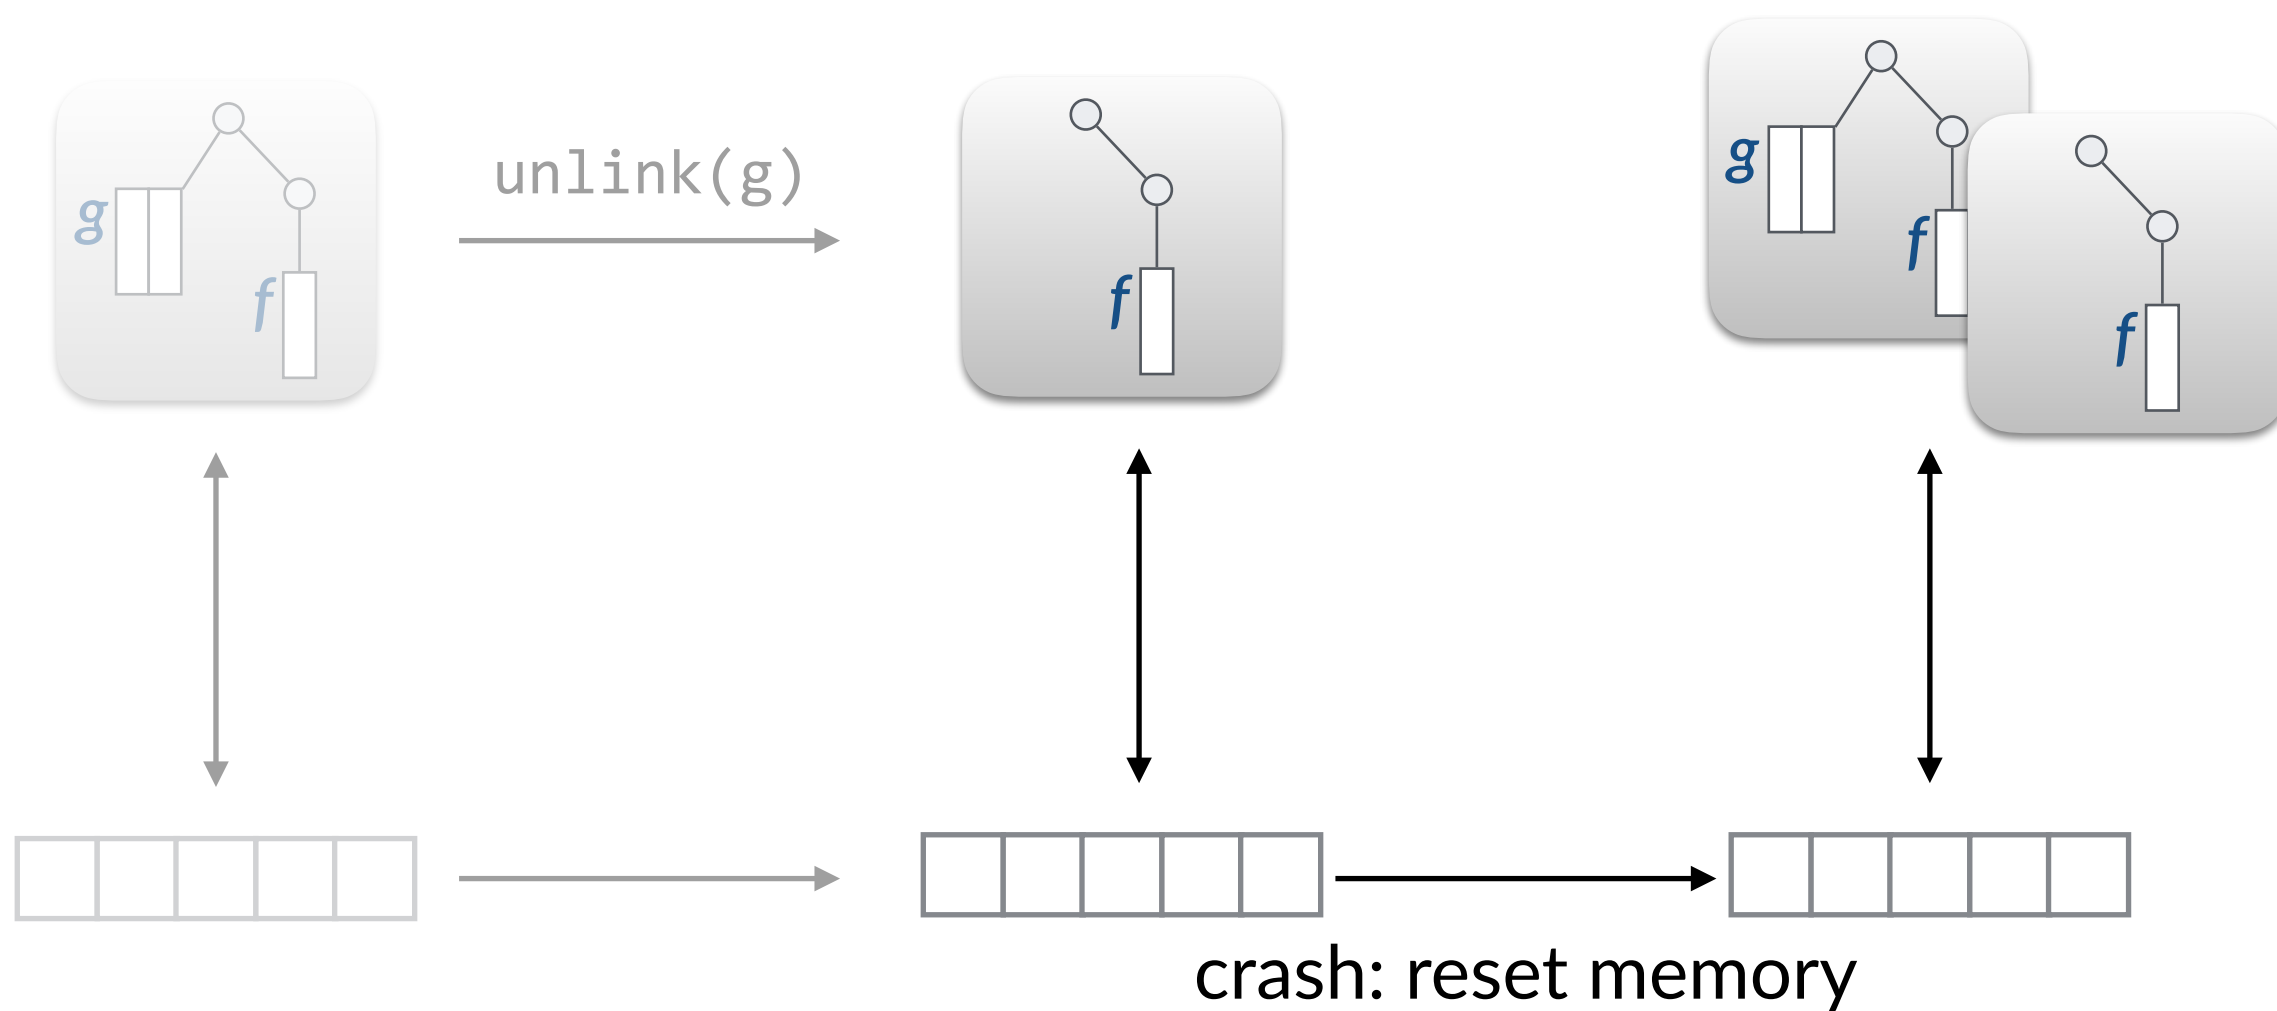 g
f
unlink(g)
f
g
f
f
crash: reset memory